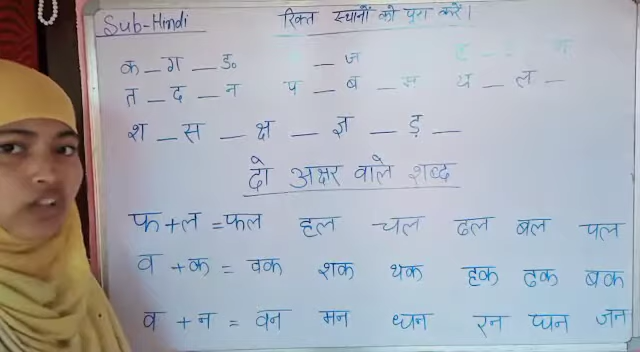 Sub-Hindi रिक्त स्थानों को पूरा करें।
क _ ग _ ङ _ ज
त _ द _ न प _ ब _ म य _ ल _
श _ स _ क्ष _ ज्ञ _ ड़ _
दो अक्षर वाले शब्द
फ + ल = फल हल चल ढल बल पल
व + क = वक शक थक हक ढक बक
व + न = वन मन धन रन घन जन